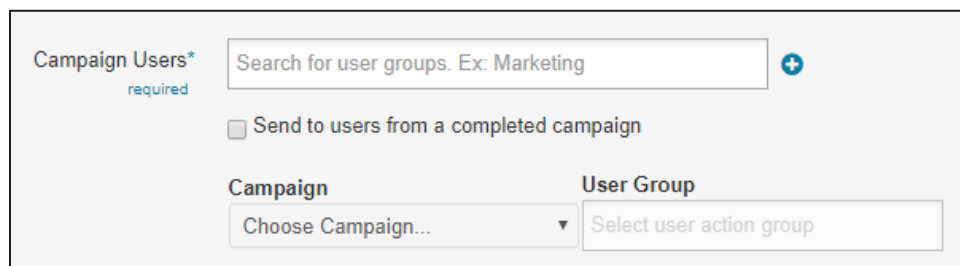 Campaign Users*
required
Search for user groups. Ex: Marketing
Send to users from a completed campaign
Campaign
User Group
Choose Campaign...
Select user action group